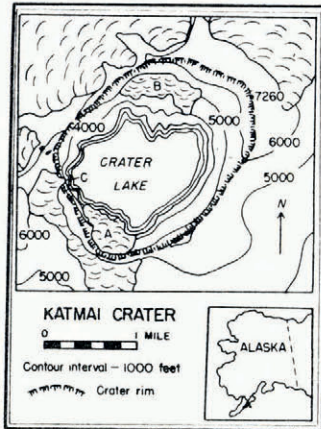 B
7260
4000
5000
6000
5000
CRATER
LAKE
C
N
A
6000
5000
KATMAI CRATER
0 1 MILE
Contour interval – 1000 feet
Crater rim
ALASKA